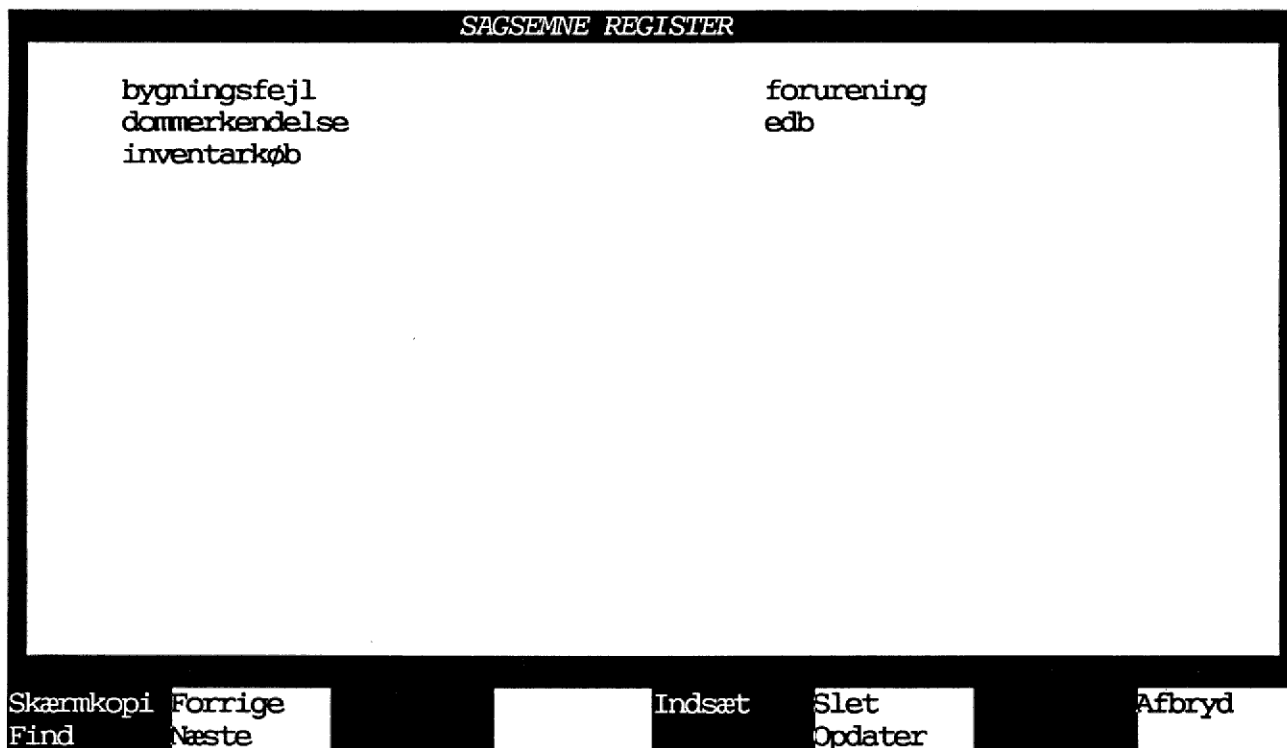 SAGSEMNE REGISTER
bygningsfejl forurening
dommerkendelse edb
inventarkøb
Skærmkopi Forrige Indsæt Slet Afbryd
Find Næste Opdater